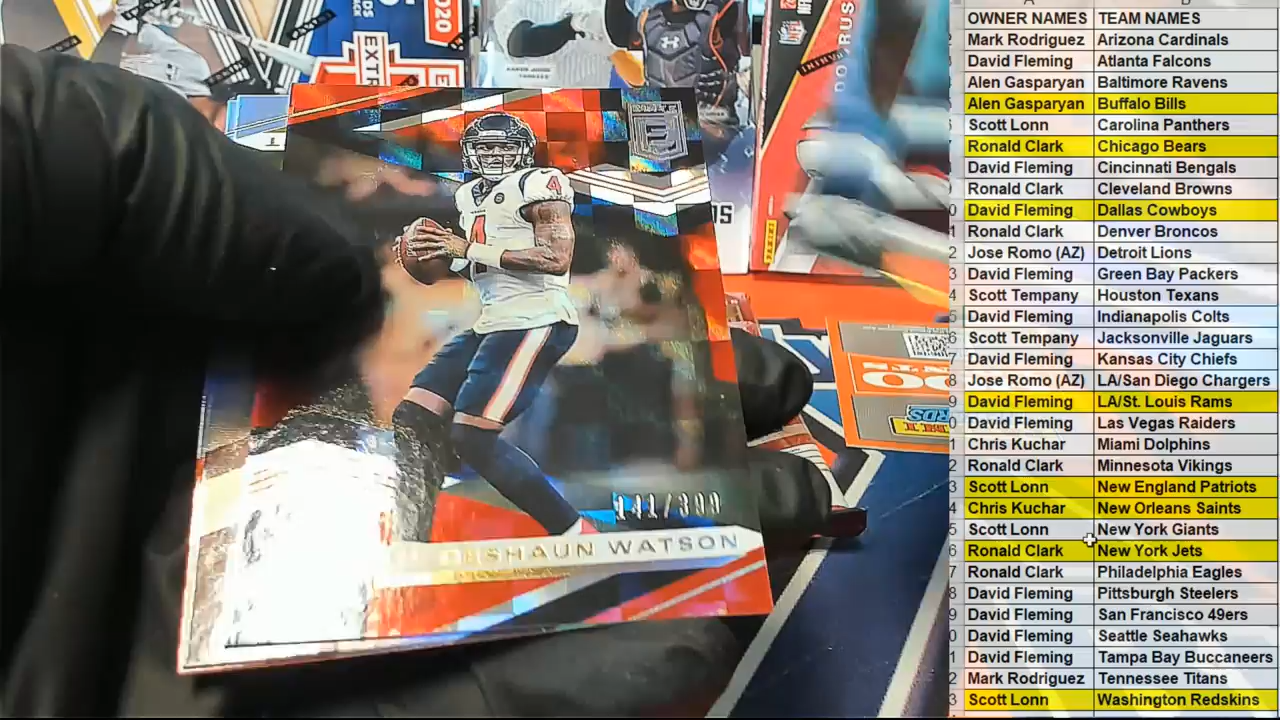 OWNER NAMES TEAM NAMES
Mark Rodriguez Arizona Cardinals
David Fleming Atlanta Falcons
Alen Gasparyan Baltimore Ravens
Alen Gasparyan Buffalo Bills
Scott Lonn Carolina Panthers
Ronald Clark Chicago Bears
David Fleming Cincinnati Bengals
Ronald Clark Cleveland Browns
David Fleming Dallas Cowboys
Ronald Clark Denver Broncos
Jose Romo (AZ) Detroit Lions
David Fleming Green Bay Packers
Scott Tempany Houston Texans
David Fleming Indianapolis Colts
Scott Tempany Jacksonville Jaguars
David Fleming Kansas City Chiefs
Jose Romo (AZ) LA/San Diego Chargers
David Fleming LA/St. Louis Rams
David Fleming Las Vegas Raiders
Chris Kuchar Miami Dolphins
Ronald Clark Minnesota Vikings
Scott Lonn New England Patriots
Chris Kuchar New Orleans Saints
Scott Lonn New York Giants
Ronald Clark New York Jets
Ronald Clark Philadelphia Eagles
David Fleming Pittsburgh Steelers
David Fleming San Francisco 49ers
David Fleming Seattle Seahawks
David Fleming Tampa Bay Buccaneers
Mark Rodriguez Tennessee Titans
Scott Lonn Washington Redskins
2020
EXT
PANINI
4
4
DESHAUN WATSON